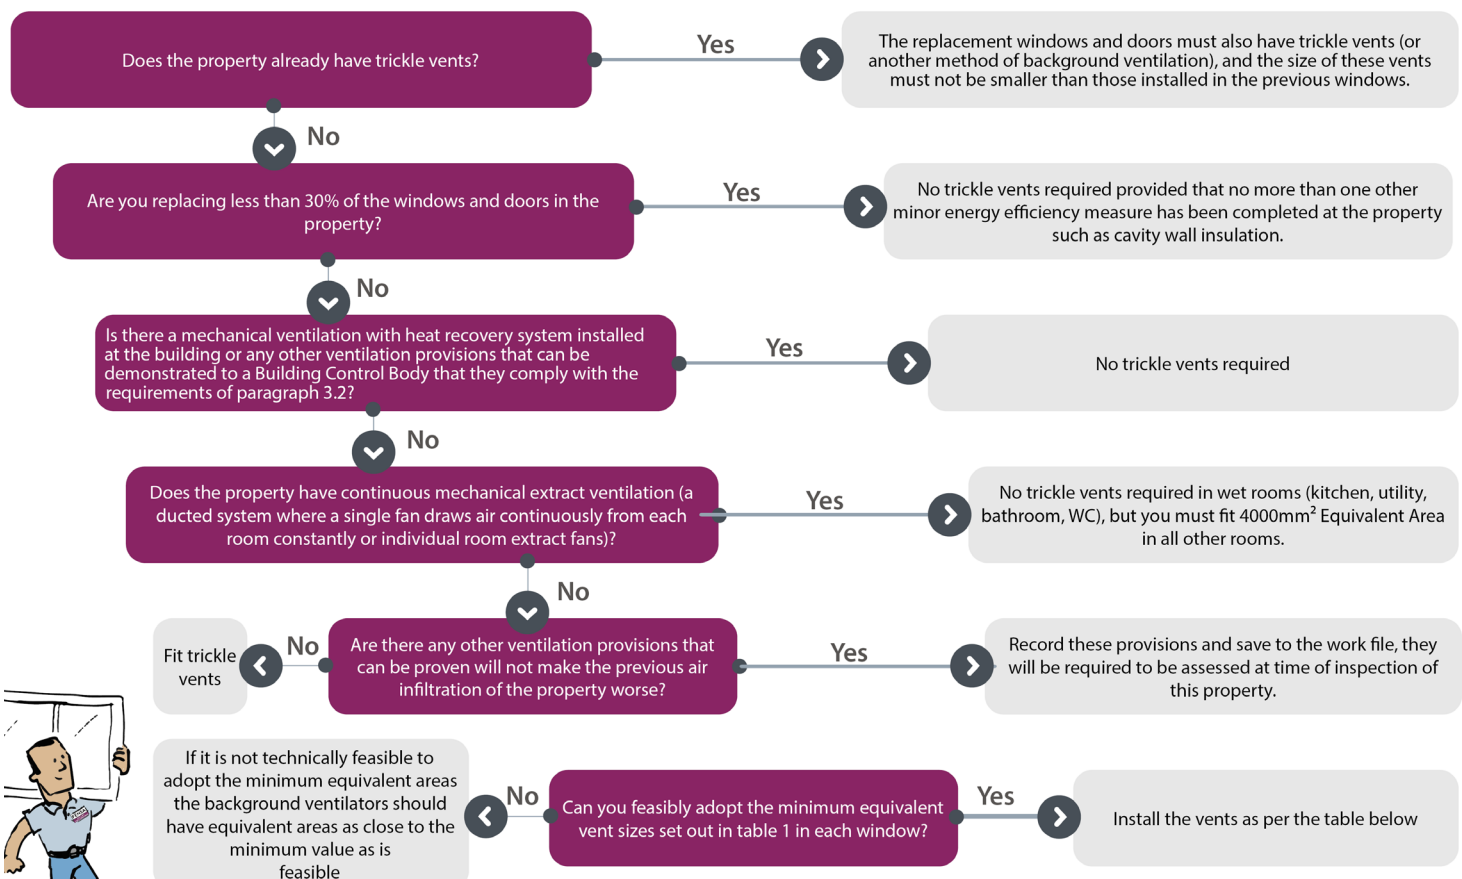 Does the property already have trickle vents?
Yes
The replacement windows and doors must also have trickle vents (or
another method of background ventilation), and the size of these vents
must not be smaller than those installed in the previous windows.
No
Are you replacing less than 30% of the windows and doors in the
property?
Yes
No trickle vents required provided that no more than one other
minor energy efficiency measure has been completed at the property
such as cavity wall insulation.
No
Is there a mechanical ventilation with heat recovery system installed
at the building or any other ventilation provisions that can be
demonstrated to a Building Control Body that they comply with the
requirements of paragraph 3.2?
Yes
No trickle vents required
No
Does the property have continuous mechanical extract ventilation (a
ducted system where a single fan draws air continuously from each
room constantly or individual room extract fans)?
Yes
No trickle vents required in wet rooms (kitchen, utility,
bathroom, WC), but you must fit 4000mm² Equivalent Area
in all other rooms.
No
Are there any other ventilation provisions that
can be proven will not make the previous air
infiltration of the property worse?
No
Fit trickle
vents
Yes
Record these provisions and save to the work file, they
will be required to be assessed at time of inspection of
this property.
Can you feasibly adopt the minimum equivalent
vent sizes set out in table 1 in each window?
No
If it is not technically feasible to
adopt the minimum equivalent areas
the background ventilators should
have equivalent areas as close to the
minimum value as is
feasible
Yes
Install the vents as per the table below